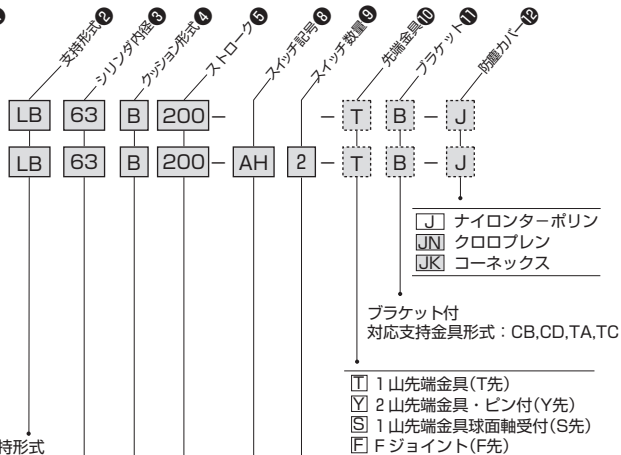 支持形式❷
シリンダ内径❸
クッション形式❹
ストローク❺
スイッチ記号❽
スイッチ数量❾
先端金具❿
ブラケット⓫
防塵カバー⓬
LB 63 B 200 - - T B - J
LB 63 B 200 - AH 2 - T B - J
J ナイロンターポリン
JN クロロプレン
JK コーネックス
ブラケット付
対応支持金具形式：CB,CD,TA,TC
T 1山先端金具(T先)
Y 2山先端金具・ピン付(Y先)
S 1山先端金具球面軸受付(S先)
F Fジョイント(F先)
持形式